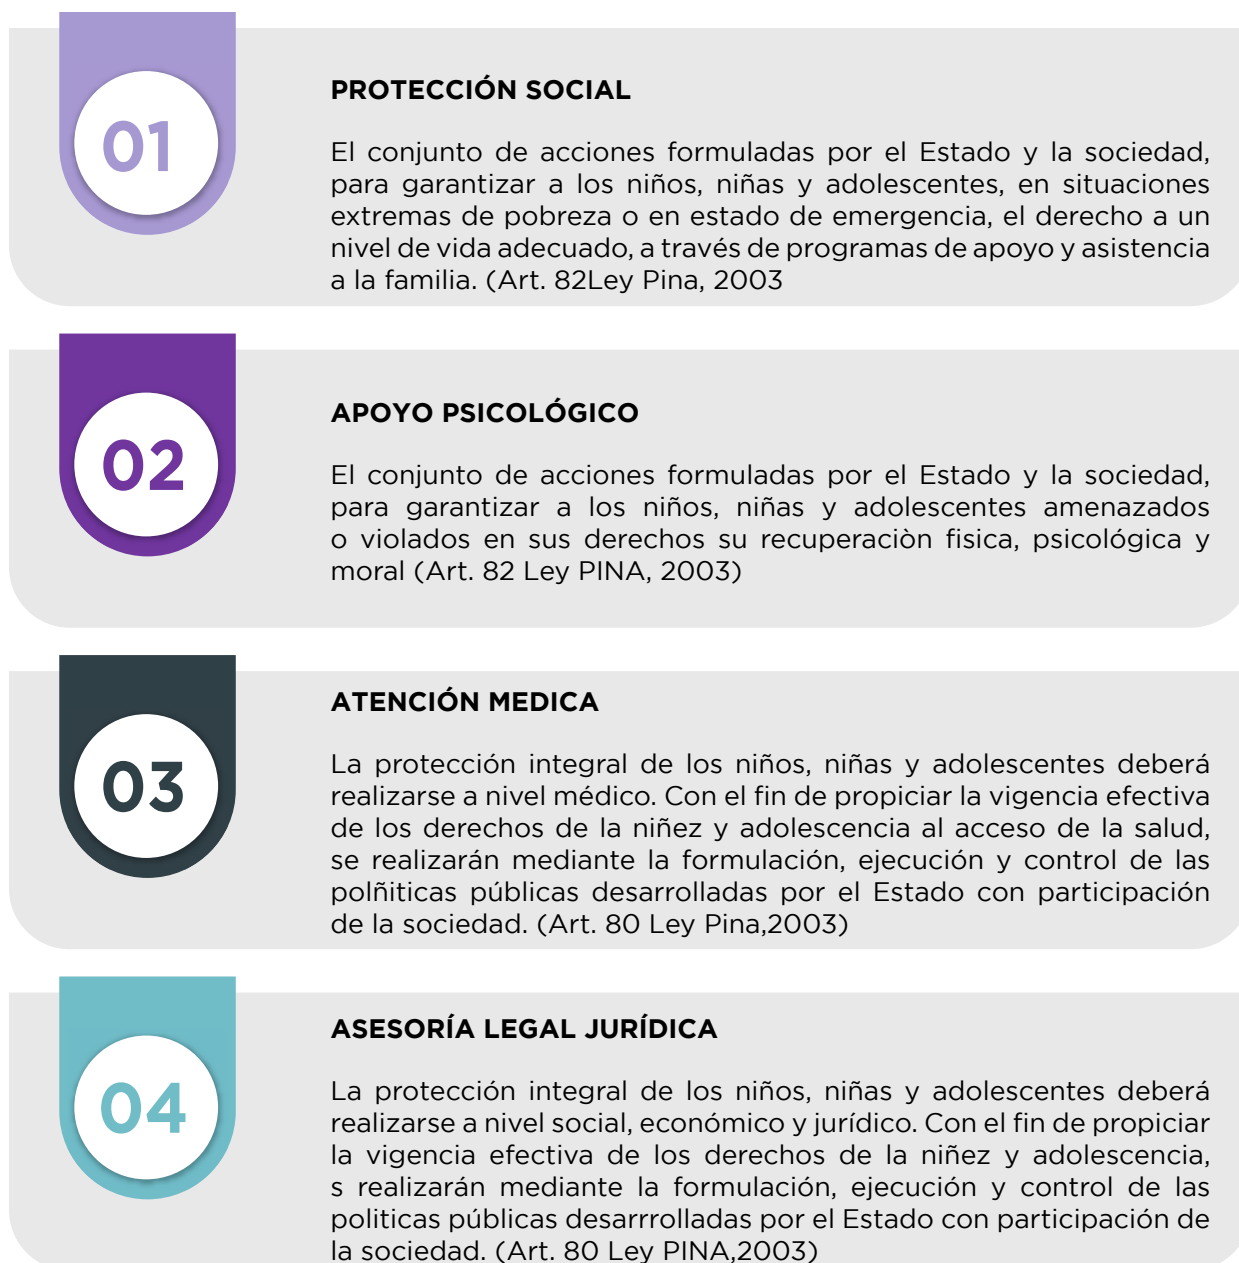 01
PROTECCIÓN SOCIAL
El conjunto de acciones formuladas por el Estado y la sociedad,
para garantizar a los niños, niñas y adolescentes, en situaciones
extremas de pobreza o en estado de emergencia, el derecho a un
nivel de vida adecuado, a través de programas de apoyo y asistencia
a la familia. (Art. 82Ley Pina, 2003
02
APOYO PSICOLÓGICO
El conjunto de acciones formuladas por el Estado y la sociedad,
para garantizar a los niños, niñas y adolescentes amenazados
o violados en sus derechos su recuperaciòn fisica, psicológica y
moral (Art. 82 Ley PINA, 2003)
03
ATENCIÓN MEDICA
La protección integral de los niños, niñas y adolescentes deberá
realizarse a nivel médico. Con el fin de propiciar la vigencia efectiva
de los derechos de la niñez y adolescencia al acceso de la salud,
se realizarán mediante la formulación, ejecución y control de las
polñiticas públicas desarrolladas por el Estado con participación
de la sociedad. (Art. 80 Ley Pina,2003)
04
ASESORÍA LEGAL JURÍDICA
La protección integral de los niños, niñas y adolescentes deberá
realizarse a nivel social, económico y jurídico. Con el fin de propiciar
la vigencia efectiva de los derechos de la niñez y adolescencia,
s realizarán mediante la formulación, ejecución y control de las
politicas públicas desarrrolladas por el Estado con participación de
la sociedad. (Art. 80 Ley PINA,2003)